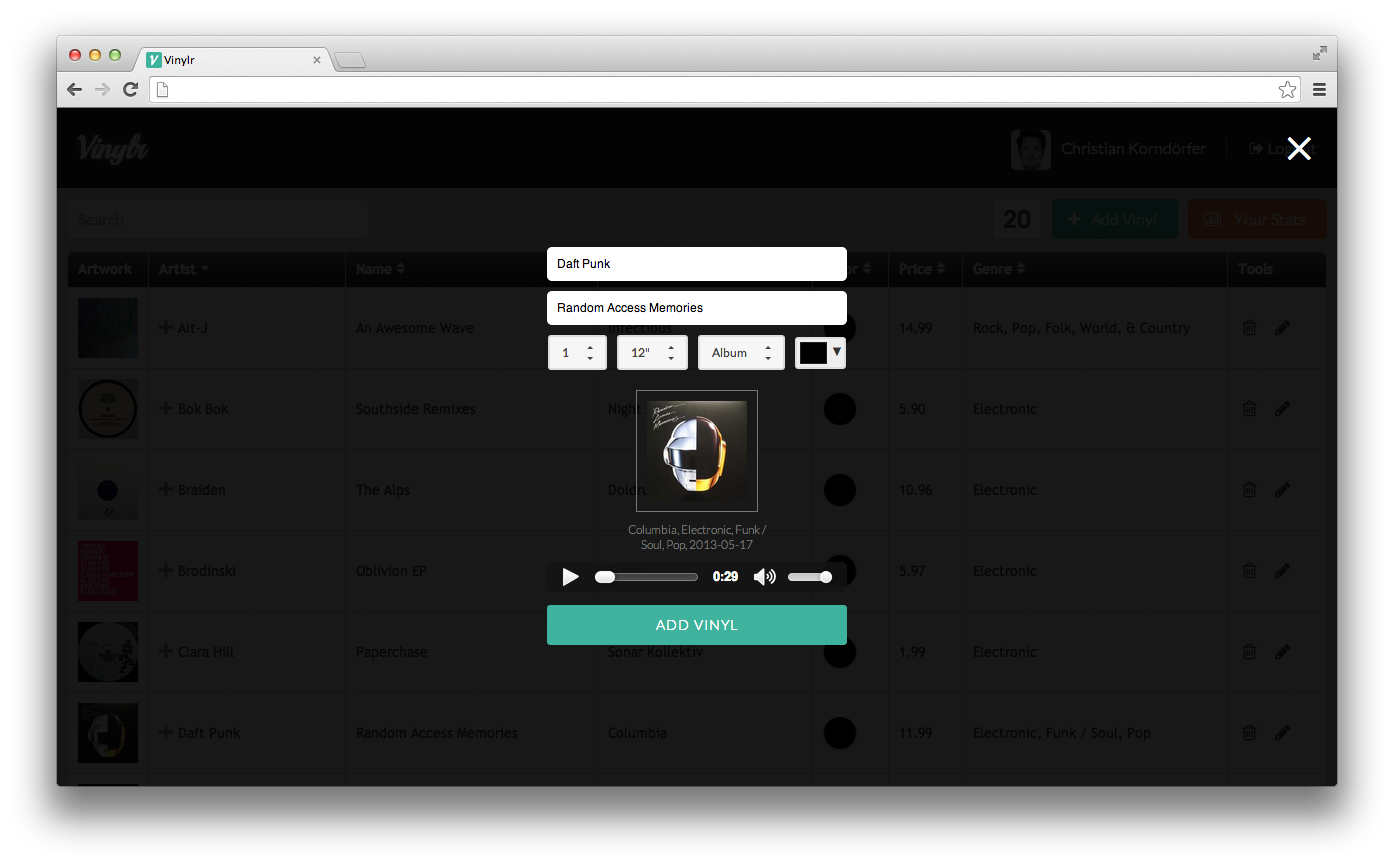 Vinylr
Vinylr
Christian Korndörfer
Log
Search
20
Add Vinyl
Your Stats
Artwork
Artist
Name
Price
Genre
Tools
Daft Punk
Random Access Memories
1
12"
Album
Alt-J
An Awesome Wave
Infectious
14.99
Rock, Pop, Folk, World, & Country
Bok Bok
Southside Remixes
Night
5.90
Electronic
Random Access Memories
Braiden
The Alps
10.96
Electronic
Columbia, Electronic, Funk /
Soul, Pop, 2013-05-17
Brodinski
Oblivion EP
5.97
Electronic
0:29
ADD VINYL
Clara Hill
Paperchase
Sonar Kollektiv
1.99
Electronic
Daft Punk
Random Access Memories
Columbia
11.99
Electronic, Funk / Soul, Pop